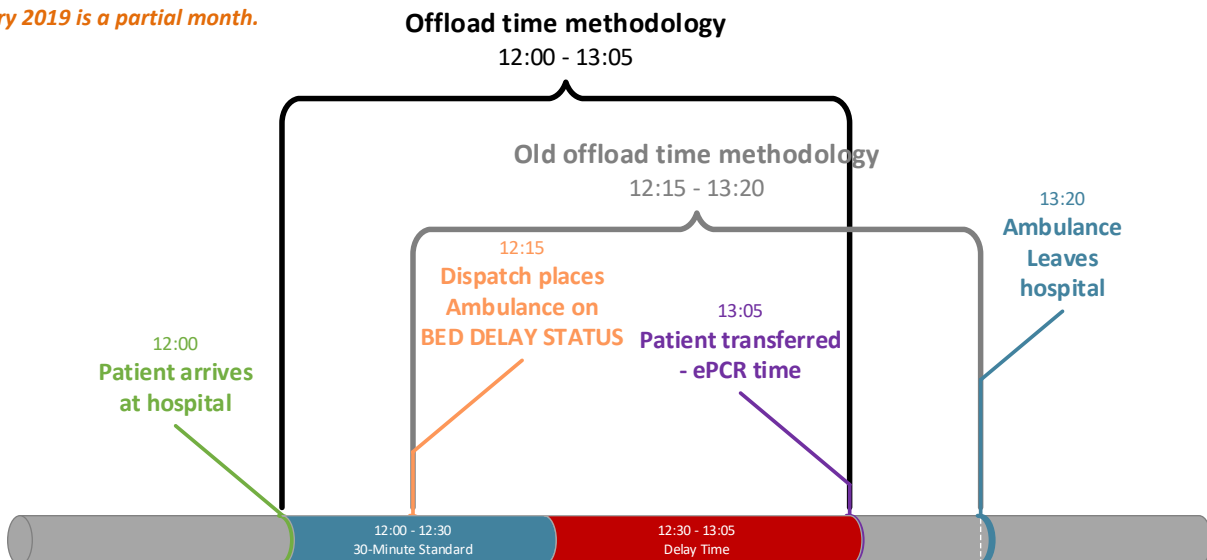 ry 2019 is a partial month.
Offload time methodology
12:00 - 13:05
Old offload time methodology
12:15 - 13:20
13:20
Ambulance
Leaves
hospital
12:15
Dispatch places
Ambulance on
BED DELAY STATUS
13:05
Patient transferred
- ePCR time
12:00
Patient arrives
at hospital
12:00 - 12:30
30-Minute Standard
12:30 - 13:05
Delay Time